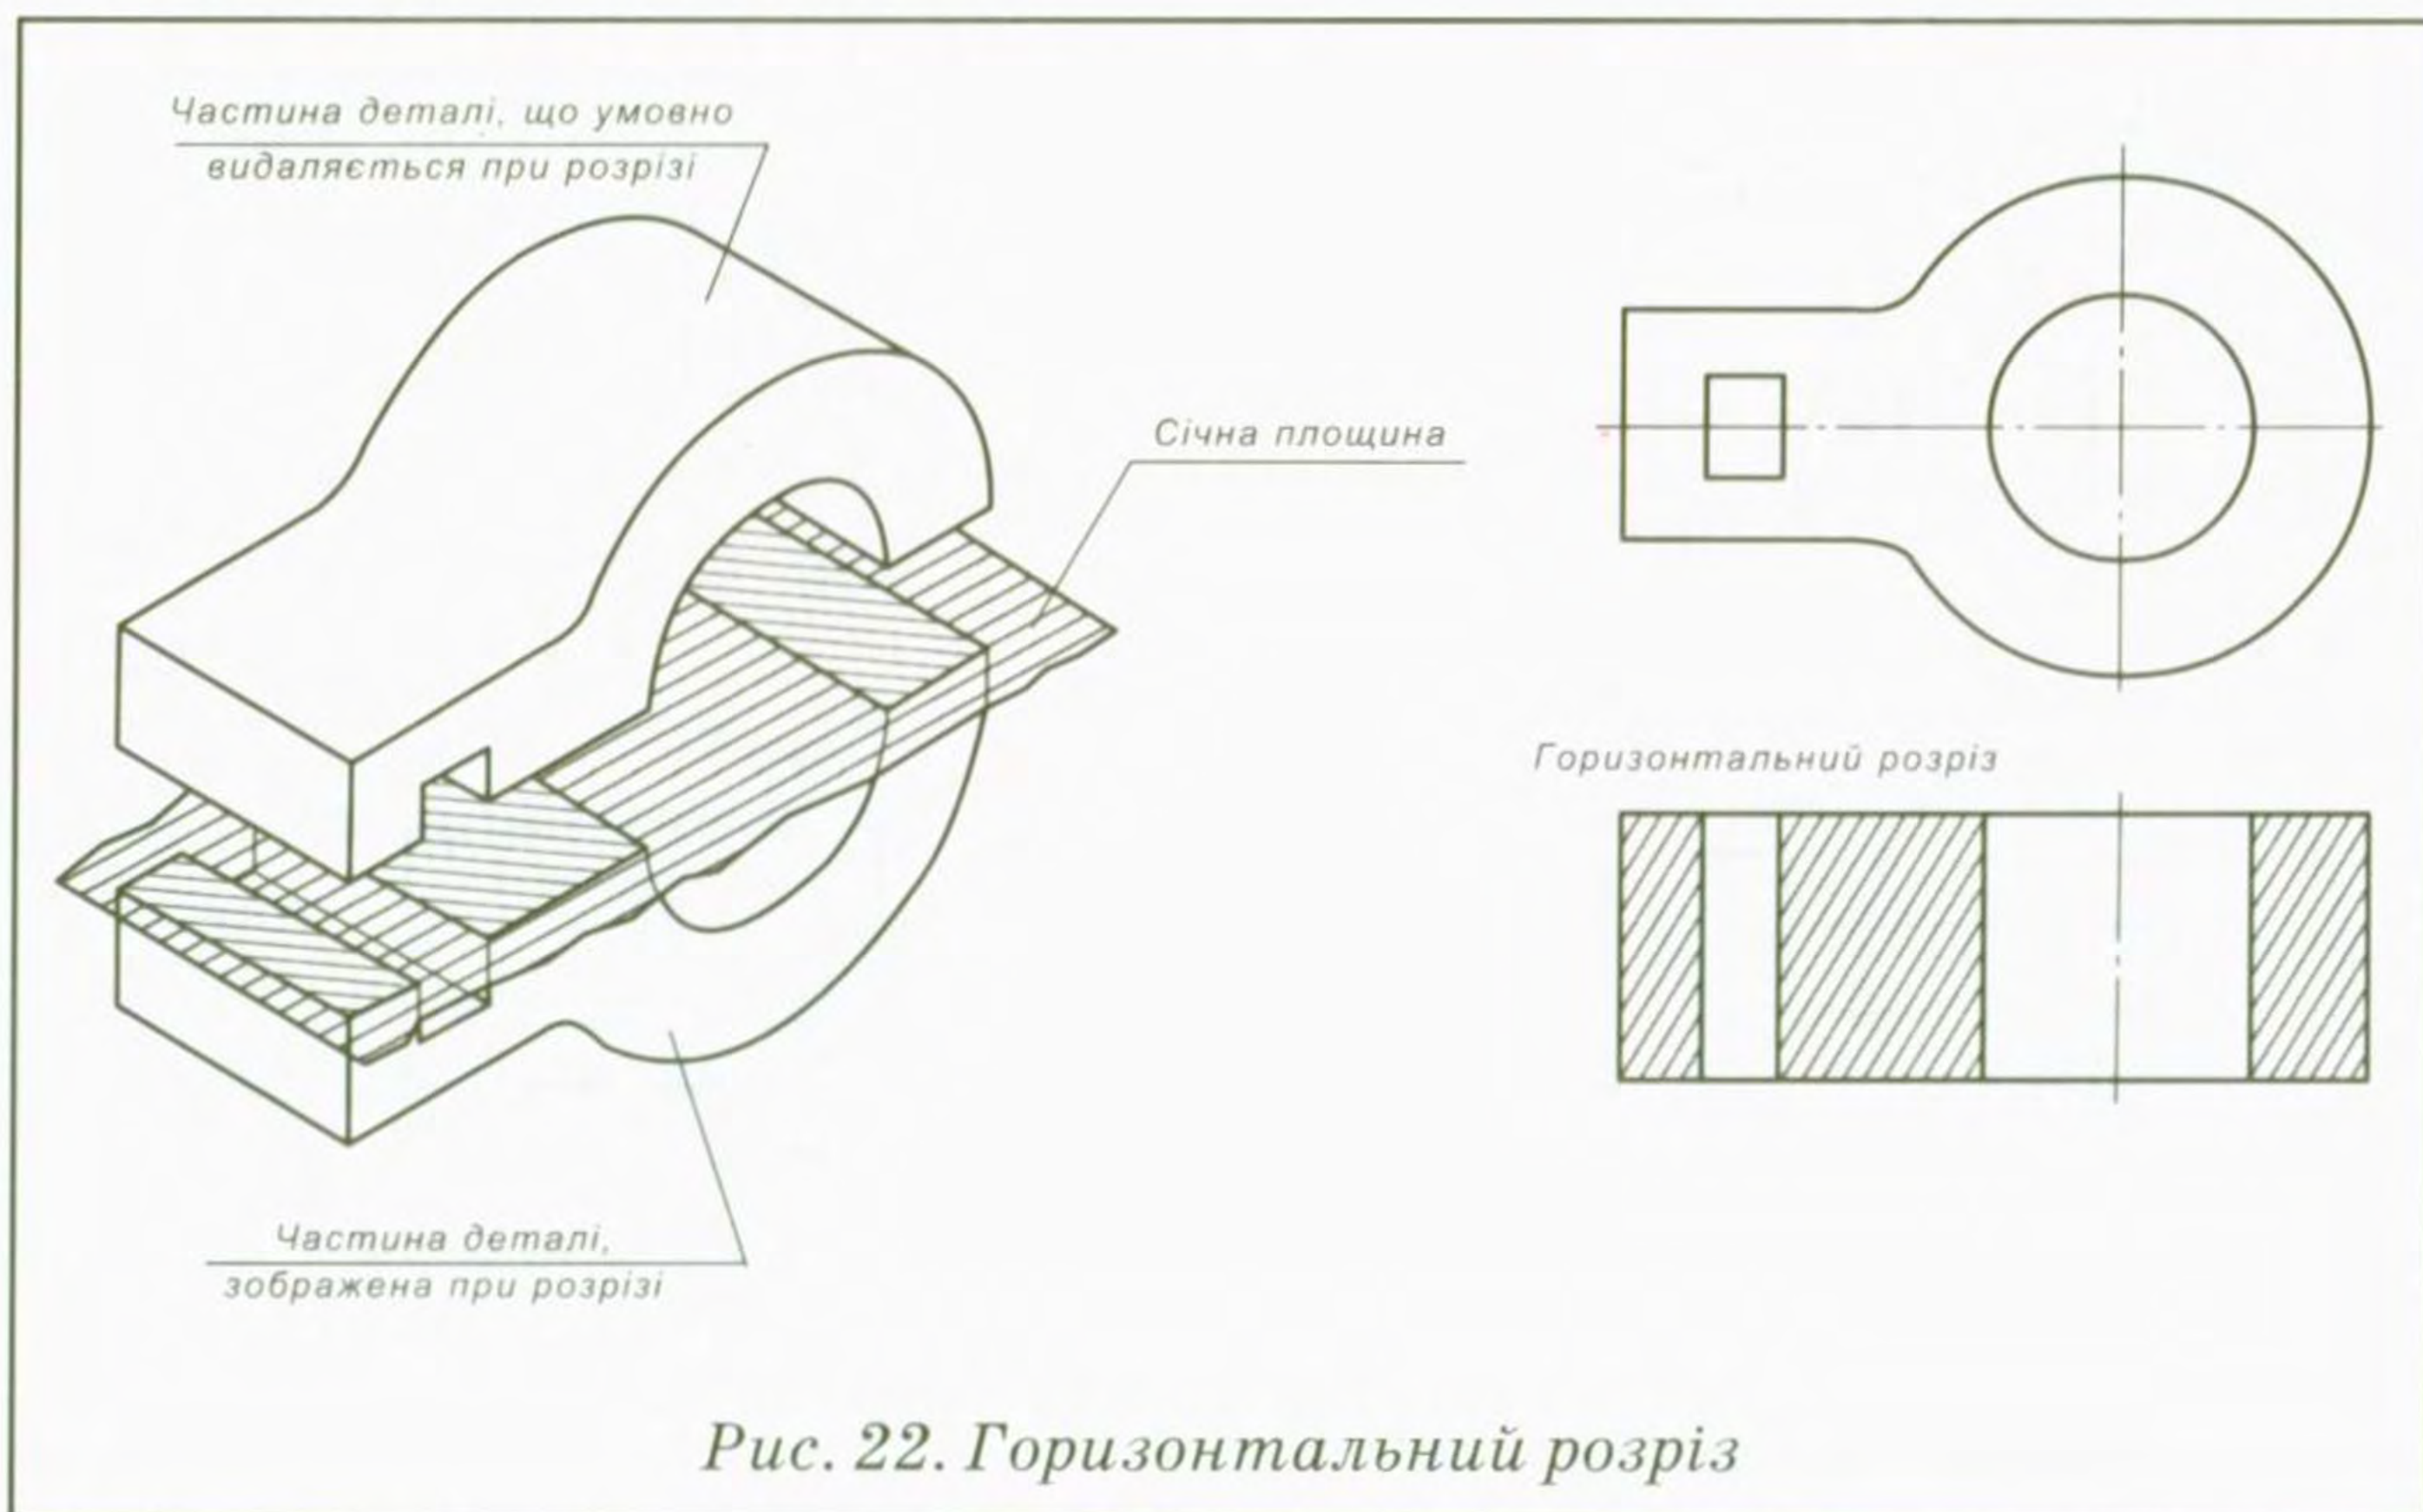 Частина деталі, що умовно
видаляється при розрізі
Січна площина
Горизонтальний розріз
Частина деталі,
зображена при розрізі
Рис. 22. Горизонтальний розріз